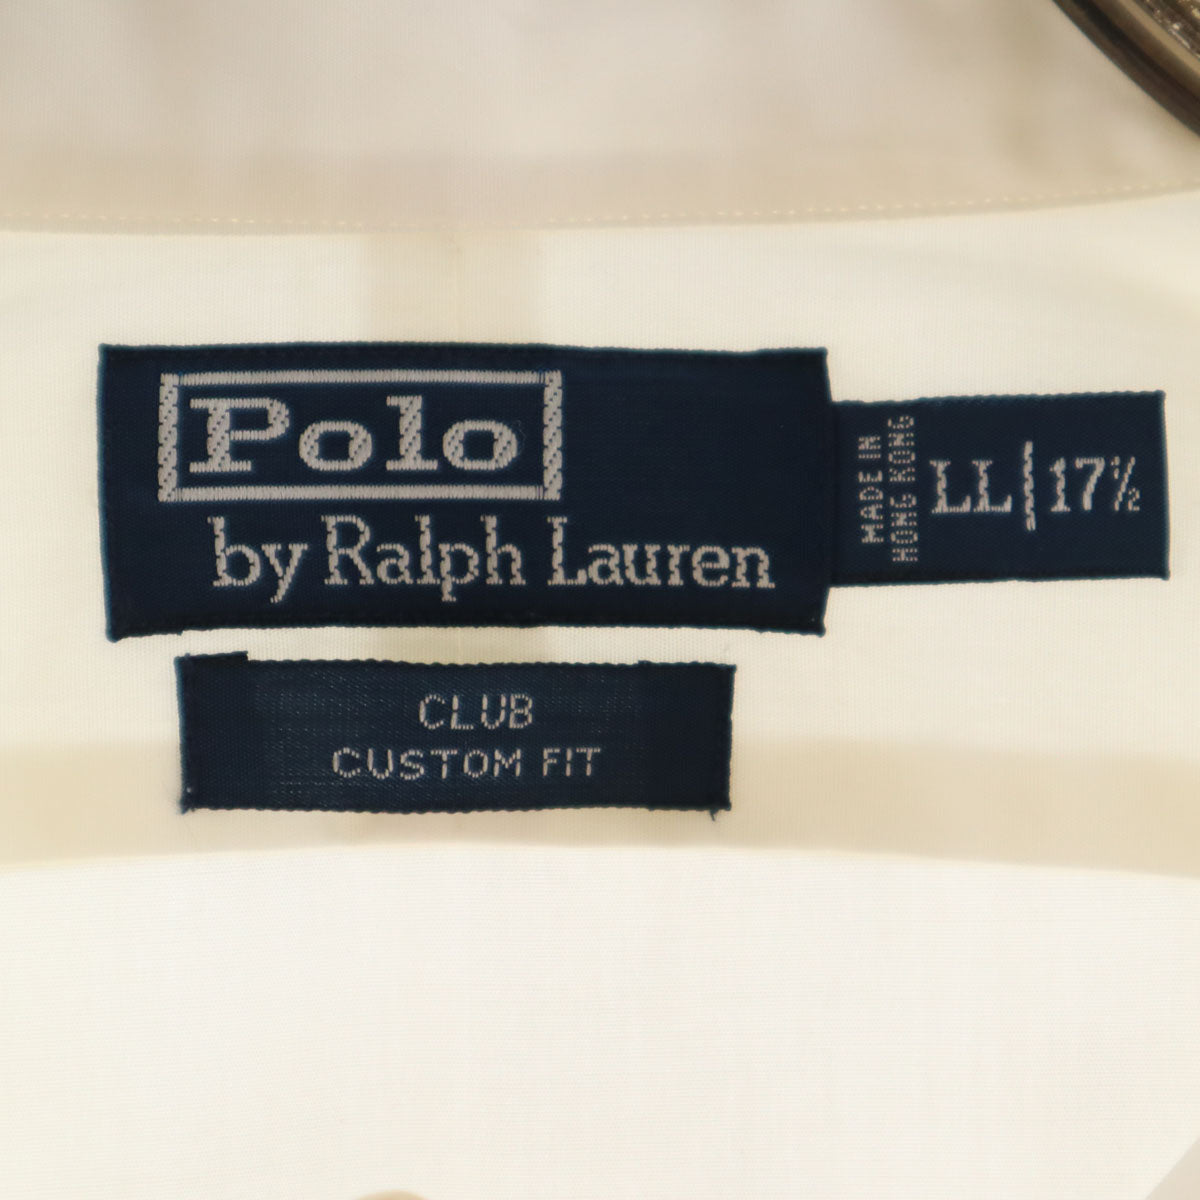 Polo
by Ralph Lauren
MADE IN
HONG KONG
LL | 17½
CLUB
CUSTOM FIT